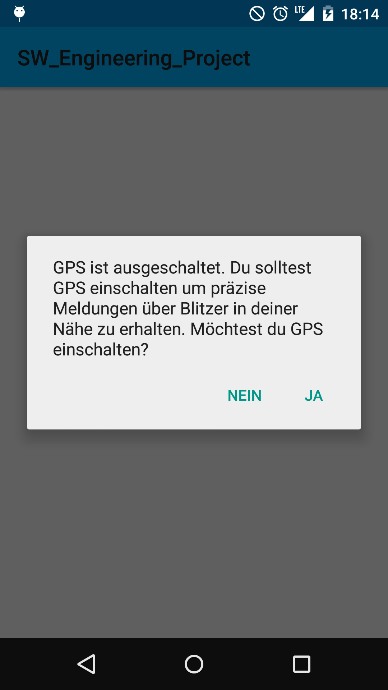 LTE
18:14
SW_Engineering_Project
GPS ist ausgeschaltet. Du solltest
GPS einschalten um präzise
Meldungen über Blitzer in deiner
Nähe zu erhalten. Möchtest du GPS
einschalten?
NEIN JA